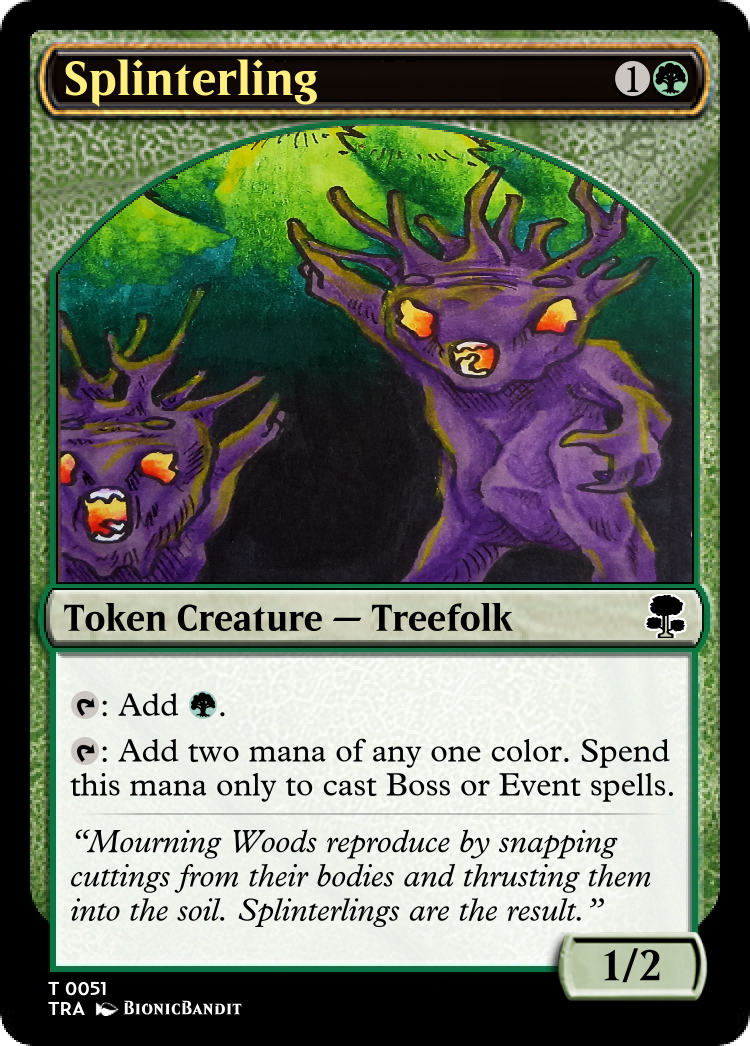 Splinterling 1
Token Creature — Treefolk
: Add .
: Add two mana of any one color. Spend
this mana only to cast Boss or Event spells.
“Mourning Woods reproduce by snapping
cuttings from their bodies and thrusting them
into the soil. Splinterlings are the result.”
1/2
T 0051
TRA BIONICBANDIT